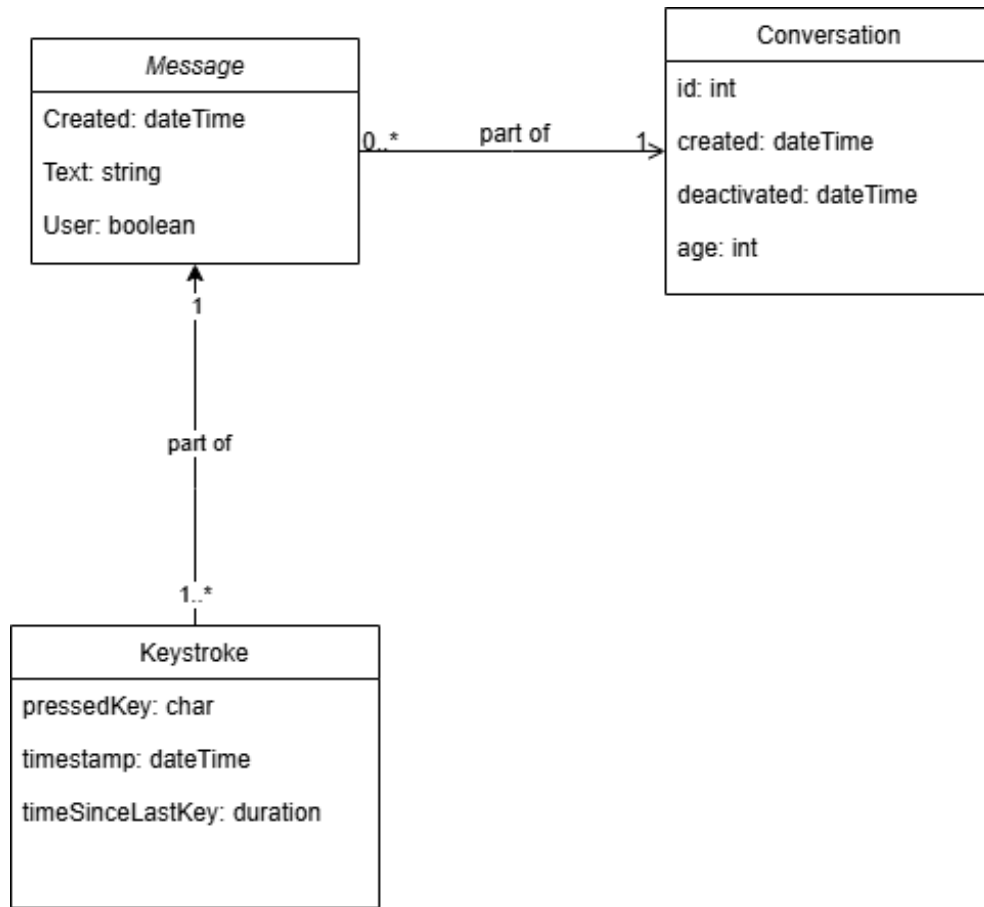 Message
Created: dateTime
Text: string
User: boolean
0..*
part of
1
Conversation
id: int
created: dateTime
deactivated: dateTime
age: int
1
part of
1..*
Keystroke
pressedKey: char
timestamp: dateTime
timeSinceLastKey: duration